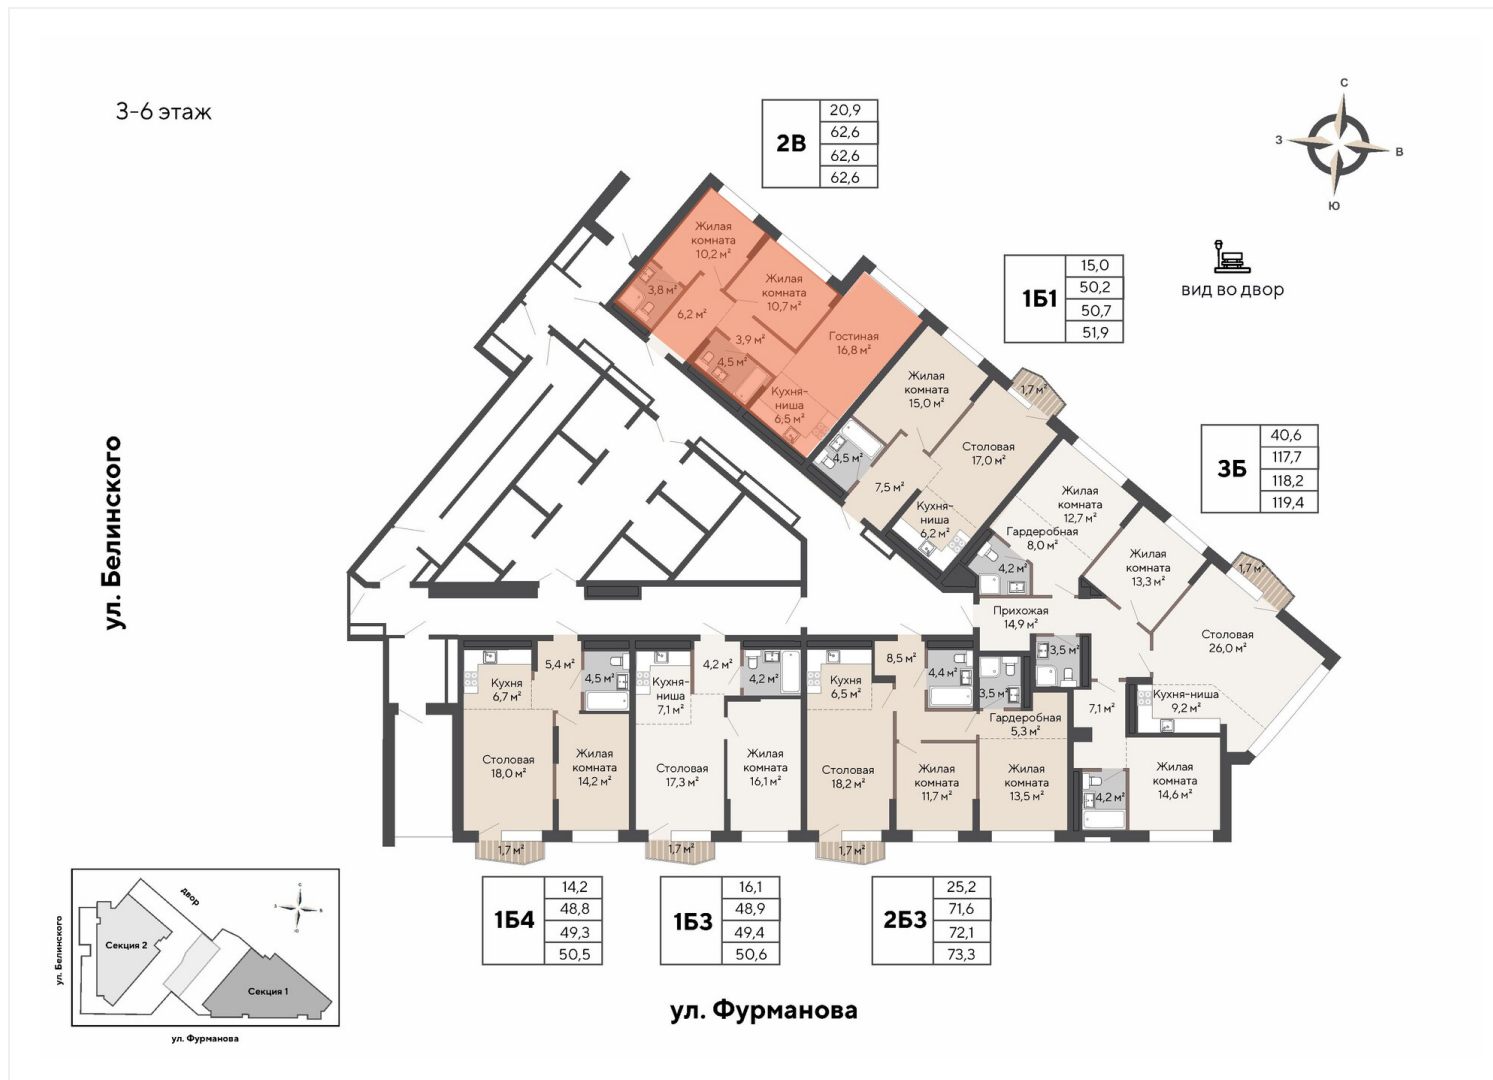 3-6 этаж
2В
20,9
62,6
62,6
62,6
С
З
В
Ю
вид во двор
1Б1
15,0
50,2
50,7
51,9
3Б
40,6
117,7
118,2
119,4
Жилая
комната
10,2 м²
3,8 м²
6,2 м²
Жилая
комната
10,7 м²
3,9 м²
4,5 м²
Гостиная
16,8 м²
Кухня-
ниша
6,5 м²
Жилая
комната
15,0 м²
1,7 м²
4,5 м²
7,5 м²
Столовая
17,0 м²
Кухня-
ниша
6,2 м²
Жилая
комната
12,7 м²
Гардеробная
8,0 м²
4,2 м²
Жилая
комната
13,3 м²
1,7 м²
Прихожая
14,9 м²
3,5 м²
Столовая
26,0 м²
Кухня-ниша
9,2 м²
7,1 м²
4,2 м²
Жилая
комната
14,6 м²
Кухня
6,7 м²
5,4 м²
4,5 м²
Столовая
18,0 м²
Жилая
комната
14,2 м²
1,7 м²
Кухня-
ниша
7,1 м²
4,2 м²
4,2 м²
Столовая
17,3 м²
Жилая
комната
16,1 м²
1,7 м²
Кухня
6,5 м²
8,5 м²
4,4 м²
3,5 м²
Гардеробная
5,3 м²
Столовая
18,2 м²
Жилая
комната
11,7 м²
Жилая
комната
13,5 м²
1,7 м²
ул. Белинского
1Б4
14,2
48,8
49,3
50,5
1Б3
16,1
48,9
49,4
50,6
2Б3
25,2
71,6
72,1
73,3
ул. Фурманова
двор
С
З
В
Ю
Секция 2
Секция 1
ул. Белинского
ул. Фурманова